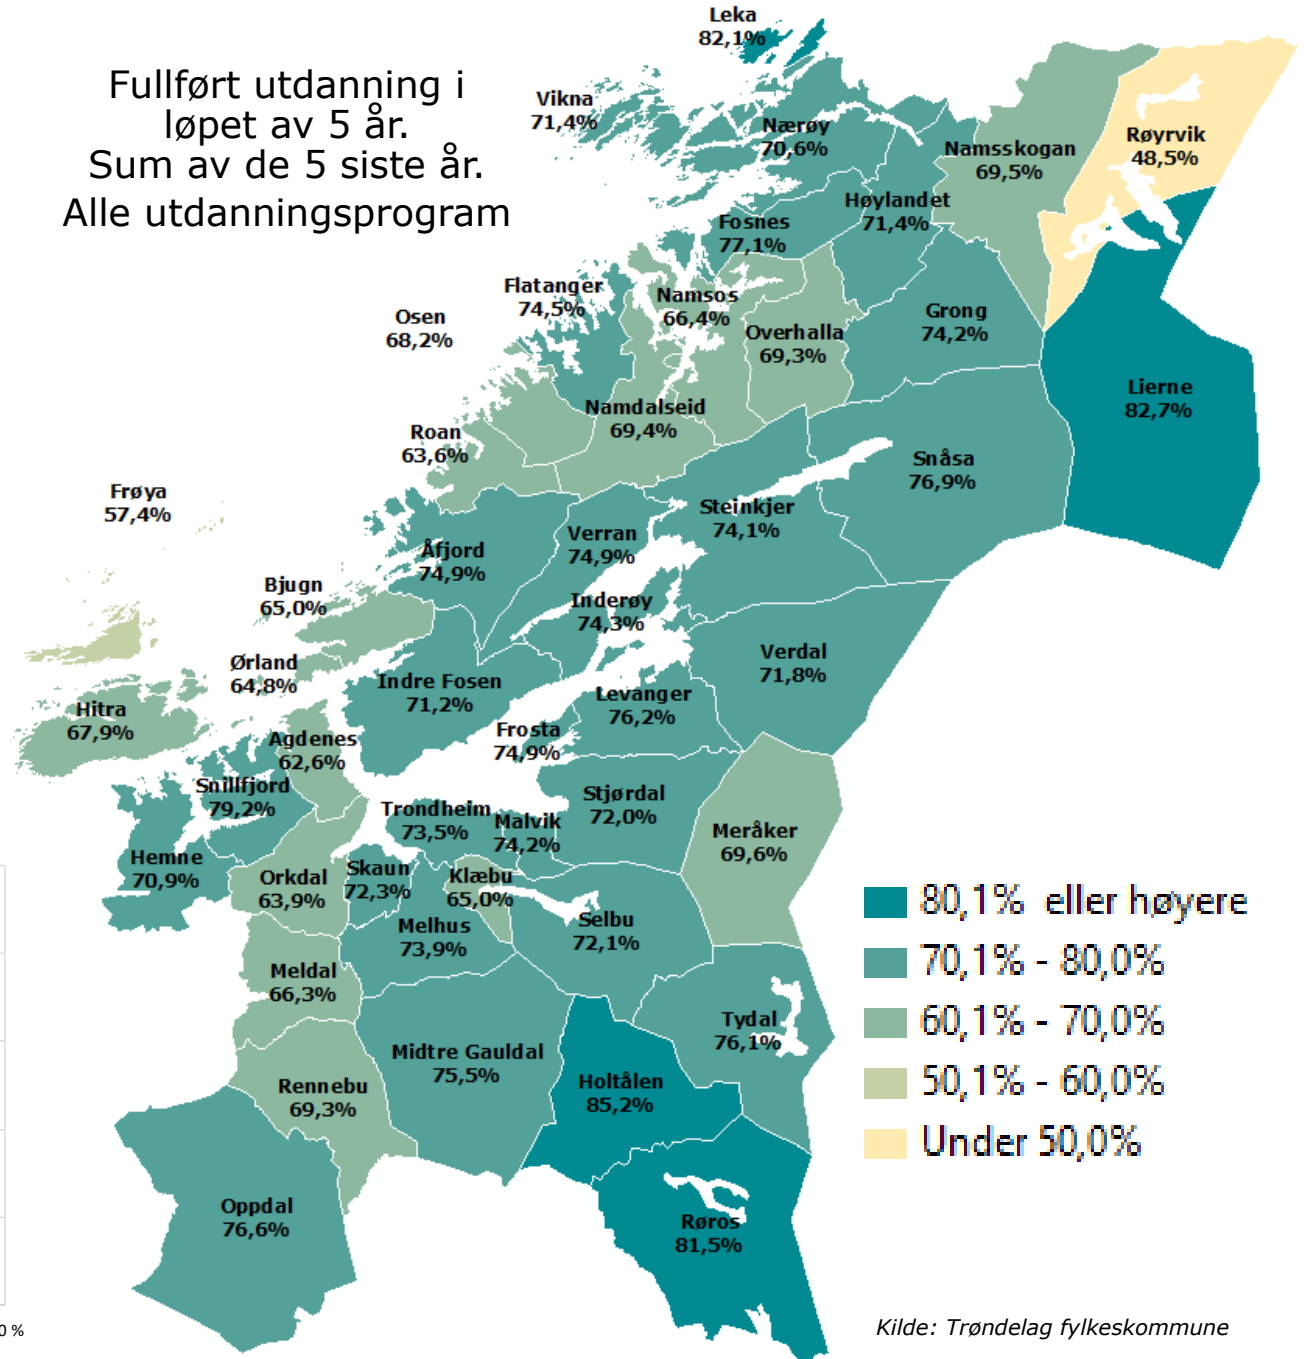 Fullført utdanning i
løpet av 5 år.
Sum av de 5 siste år.
Alle utdanningsprogram
Leka
82,1%
Vikna
71,4%
Nærøy
70,6%
Namsskogan
69,5%
Røyrvik
48,5%
Høylandet
71,4%
Fosnes
77,1%
Flatanger
74,5%
Namsos
66,4%
Osen
68,2%
Overhalla
69,3%
Grong
74,2%
Lierne
82,7%
Namdalseid
69,4%
Roan
63,6%
Snåsa
76,9%
Frøya
57,4%
Steinkjer
74,1%
Verran
74,9%
Åfjord
74,9%
Bjugn
65,0%
Inderøy
74,3%
Verdal
71,8%
Ørland
64,8%
Indre Fosen
71,2%
Levanger
76,2%
Hitra
67,9%
Frosta
74,9%
Agdenes
62,6%
Snillfjord
79,2%
Stjørdal
72,0%
Trondheim
73,5%
Malvik
74,2%
Meråker
69,6%
Hemne
70,9%
Orkdal
63,9%
Skaun
72,3%
Klæbu
65,0%
Melhus
73,9%
Selbu
72,1%
Meldal
66,3%
Tydal
76,1%
Midtre Gauldal
75,5%
Rennebu
69,3%
Holtålen
85,2%
Oppdal
76,6%
Røros
81,5%
80,1% eller høyere
70,1% - 80,0%
60,1% - 70,0%
50,1% - 60,0%
Under 50,0%
0 %
Kilde: Trøndelag fylkeskommune